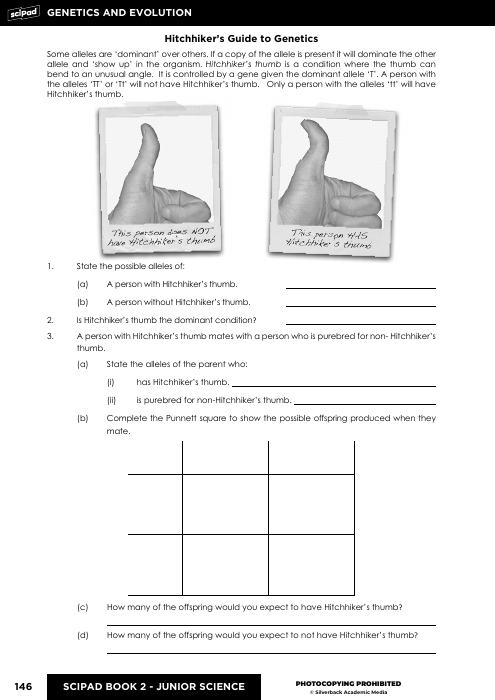 scipad GENETICS AND EVOLUTION
Hitchhiker's Guide to Genetics
Some alleles are 'dominant' over others. If a copy of the allele is present it will dominate the other
allele and 'show up' in the organism. Hitchhiker's thumb is a condition where the thumb can
bend to an unusual angle. It is controlled by a gene given the dominant allele 'T'. A person with
the alleles 'TT' or 'Tt' will not have Hitchhiker's thumb. Only a person with the alleles 'tt' will have
Hitchhiker's thumb.
This person does NOT
have Hitchhiker's thumb
This person HAS
Hitchhiker's thumb
1. State the possible alleles of:
(a) A person with Hitchhiker's thumb.
(b) A person without Hitchhiker's thumb.
2. Is Hitchhiker's thumb the dominant condition?
3. A person with Hitchhiker's thumb mates with a person who is purebred for non- Hitchhiker's
thumb.
(a) State the alleles of the parent who:
(i) has Hitchhiker's thumb.
(ii) is purebred for non-Hitchhiker's thumb.
(b) Complete the Punnett square to show the possible offspring produced when they
mate.
(c) How many of the offspring would you expect to have Hitchhiker's thumb?
(d) How many of the offspring would you expect to not have Hitchhiker's thumb?
146 SCIPAD BOOK 2 - JUNIOR SCIENCE
PHOTOCOPYING PROHIBITED
© Silverback Academic Media